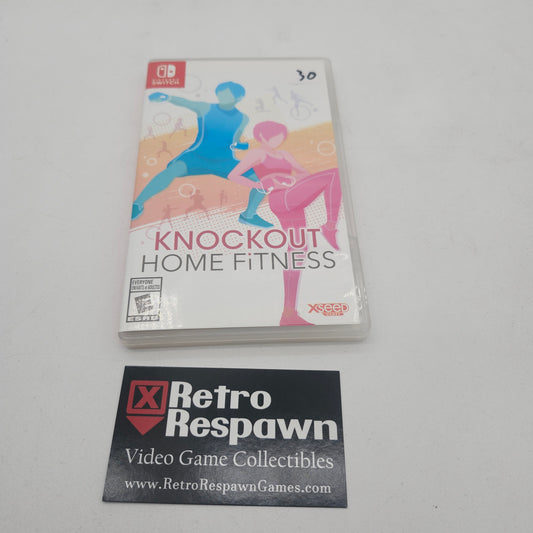 NINTENDO
SWITCH
30
KNOCKOUT
HOME FiTNESS
EVERYONE
E
ESRB
XSEED
Retro
Respawn
Video Game Collectibles
www.RetroRespawnGames.com